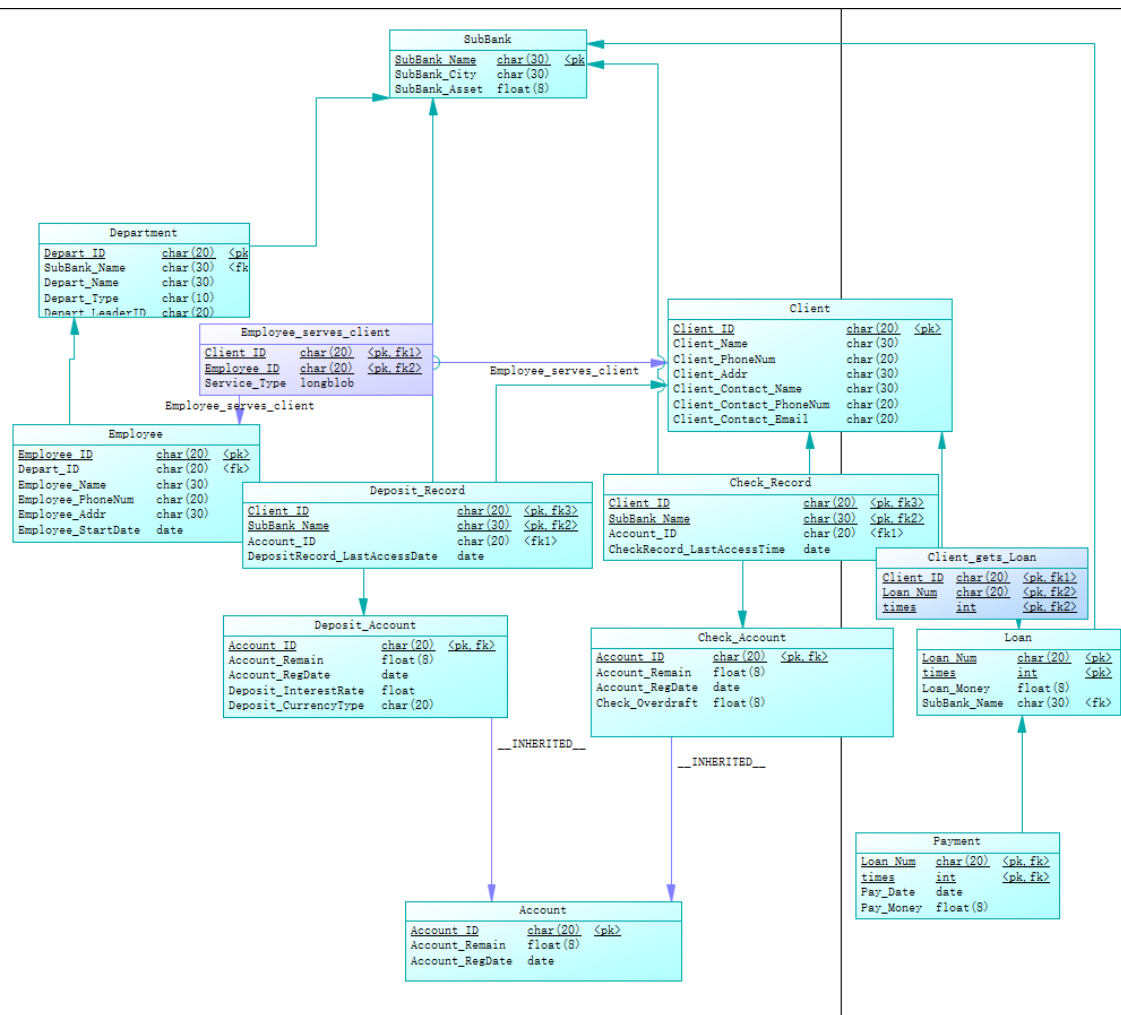 SubBank
SubBank_Name char(30) <pk
SubBank_City char(30)
SubBank_Asset float(8)
Department
Depart_ID char(20) <pk
SubBank_Name char(30) <fk
Depart_Name char(30)
Depart_Type char(10)
Depart_LeaderID char(20)
Client
Client_ID char(20) <pk>
Client_Name char(30)
Client_PhoneNum char(20)
Client_Addr char(30)
Client_Contact_Name char(30)
Client_Contact_PhoneNum char(20)
Client_Contact_Email char(20)
Employee_serves_client
Client_ID char(20) <pk,fk1>
Employee_ID char(20) <pk,fk2>
Service_Type longblob
Employee_serves_client
Employee_serves_client
Employee
Employee_ID char(20) <pk>
Depart_ID char(20) <fk>
Employee_Name char(30)
Employee_PhoneNum char(20)
Employee_Addr char(30)
Employee_StartDate date
Deposit_Record
Client_ID char(20) <pk,fk3>
SubBank_Name char(30) <pk,fk2>
Account_ID char(20) <fk1>
DepositRecord_LastAccessDate date
Check_Record
Client_ID char(20) <pk,fk3>
SubBank_Name char(30) <pk,fk2>
Account_ID char(20) <fk1>
CheckRecord_LastAccessTime date
Client_gets_Loan
Client_ID char(20) <pk,fk1>
Loan_Num char(20) <pk,fk2>
times int <pk,fk2>
Deposit_Account
Account_ID char(20) <pk,fk>
Account_Remain float(8)
Account_RegDate date
Deposit_InterestRate float
Deposit_CurrencyType char(20)
Check_Account
Account_ID char(20) <pk,fk>
Account_Remain float(8)
Account_RegDate date
Check_Overdraft float(8)
Loan
Loan_Num char(20) <pk>
times int <pk>
Loan_Money float(8)
SubBank_Name char(30) <fk>
__INHERITED__
__INHERITED__
Payment
Loan_Num char(20) <pk,fk>
times int <pk,fk>
Pay_Date date
Pay_Money float(8)
Account
Account_ID char(20) <pk>
Account_Remain float(8)
Account_RegDate date